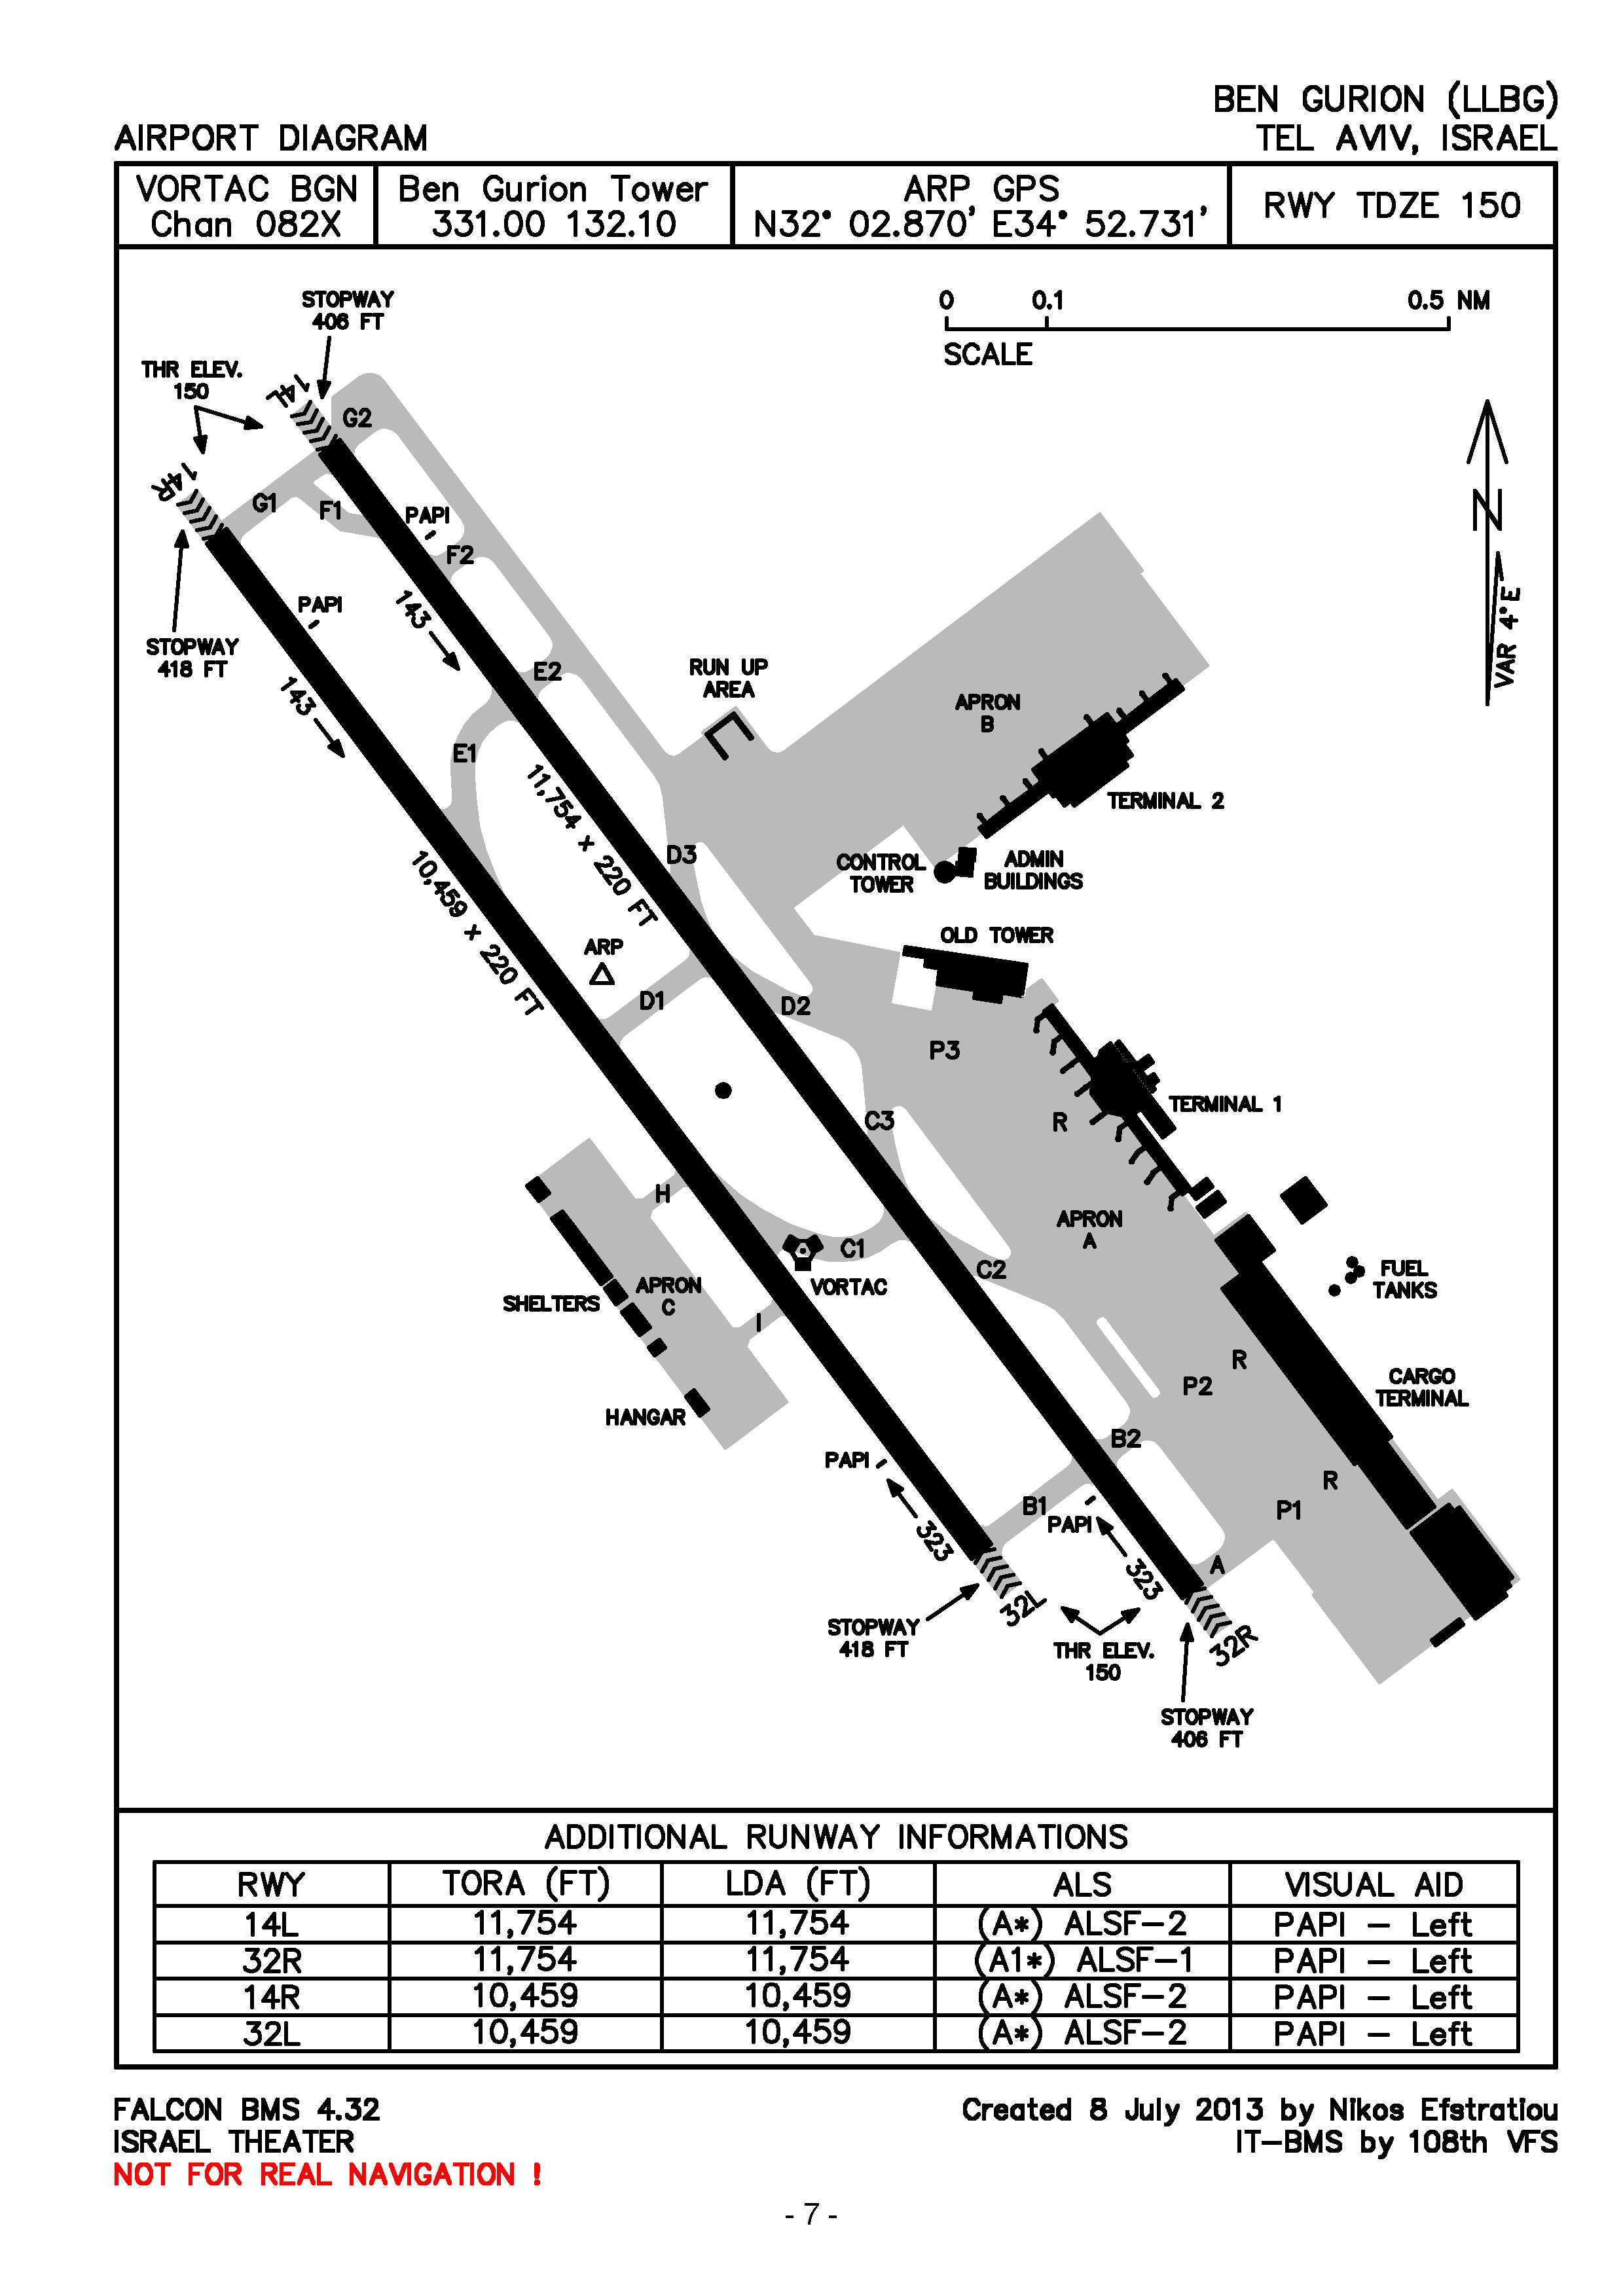 BEN GURION (LLBG)
AIRPORT DIAGRAM
TEL AVIV, ISRAEL
VORTAC BGN
Chan 082X
Ben Gurion Tower
331.00 132.10
ARP GPS
N32° 02.870' E34° 52.731'
RWY TDZE 150
STOPWAY
406 FT
0 0.1 0.5 NM
SCALE
THR ELEV.
150
14L
G2
14R
G1
F1
PAPI
F2
N
VAR 4°E
PAPI
143
STOPWAY
418 FT
143
E2
RUN UP
AREA
APRON
B
E1
11,754 x 220 FT
TERMINAL 2
D3
CONTROL
TOWER
ADMIN
BUILDINGS
10,459 x 220 FT
ARP
OLD TOWER
D1
D2
P3
TERMINAL 1
C3
R
H
APRON
A
C1
C2
VORTAC
FUEL
TANKS
SHELTERS
APRON
C
I
R
P2
CARGO
TERMINAL
HANGAR
B2
PAPI
R
B1
PAPI
P1
323
323
A
32L
STOPWAY
418 FT
THR ELEV.
150
32R
STOPWAY
406 FT
ADDITIONAL RUNWAY INFORMATIONS
RWY TORA (FT) LDA (FT) ALS VISUAL AID
14L 11,754 11,754 (A*) ALSF-2 PAPI - Left
32R 11,754 11,754 (A1*) ALSF-1 PAPI - Left
14R 10,459 10,459 (A*) ALSF-2 PAPI - Left
32L 10,459 10,459 (A*) ALSF-2 PAPI - Left
FALCON BMS 4.32
ISRAEL THEATER
NOT FOR REAL NAVIGATION !
Created 8 July 2013 by Nikos Efstratiou
IT-BMS by 108th VFS
- 7 -